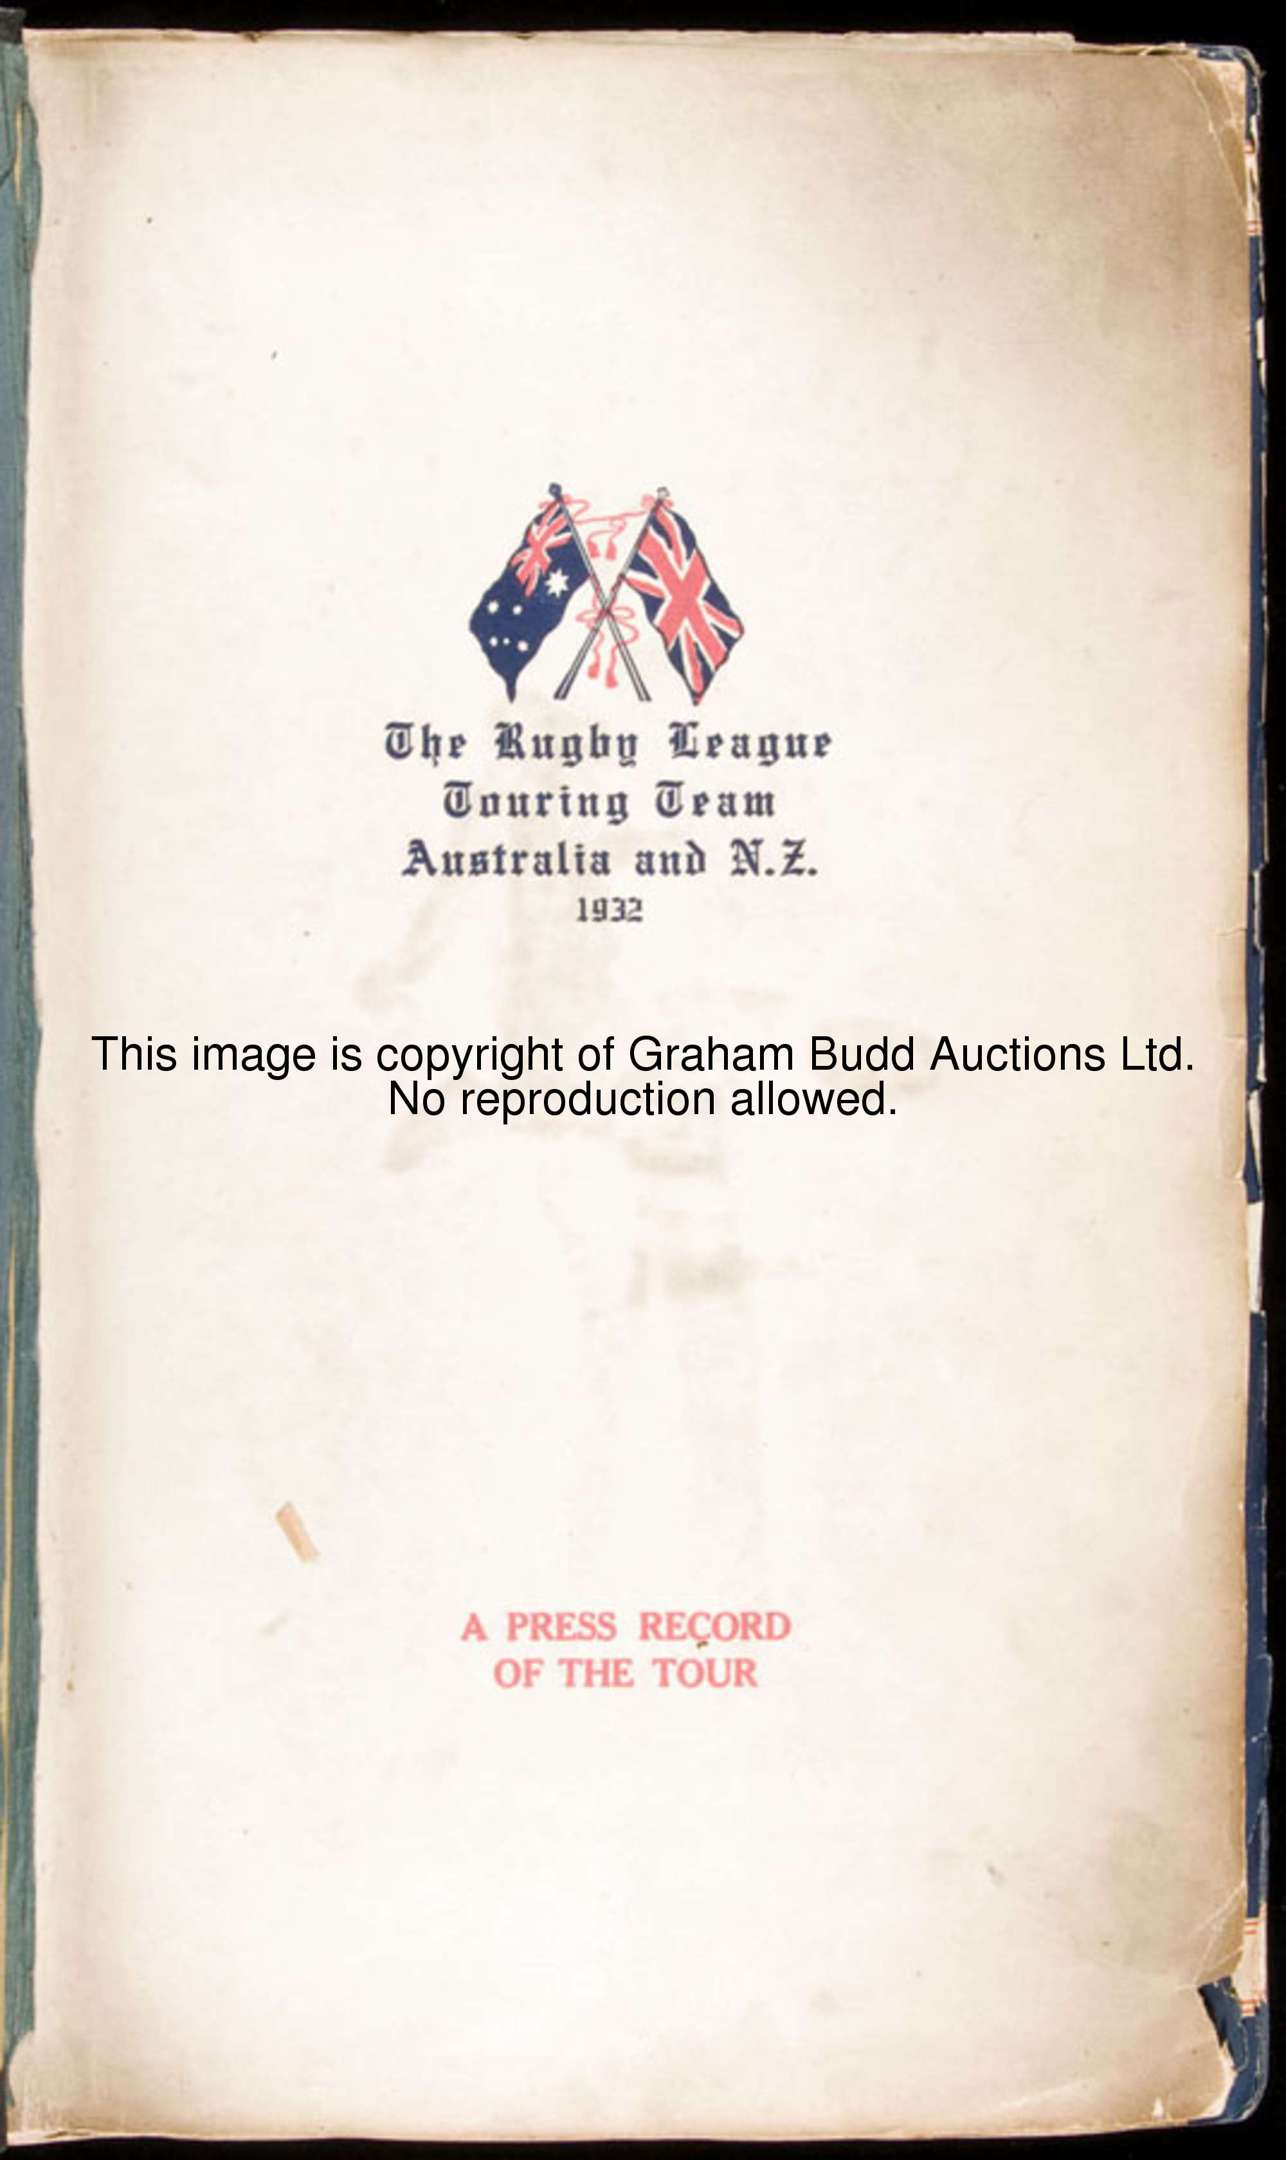 The Rugby League
Touring Team
Australia and N.Z.
1932
This image is copyright of Graham Budd Auctions Ltd.
No reproduction allowed.
A PRESS RECORD
OF THE TOUR